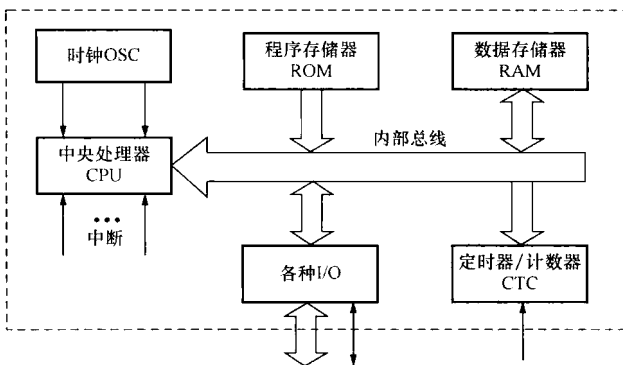 时钟OSC
程序存储器
ROM
数据存储器
RAM
内部总线
中央处理器
CPU
•••
中断
各种I/O
定时器/计数器
CTC